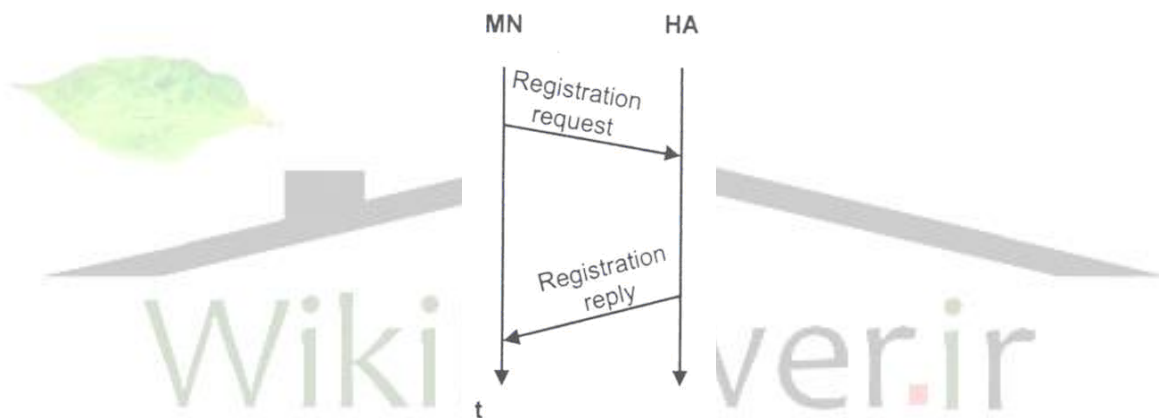 MN HA
Registration
request
Registration
reply
Wiki ver.ir
t